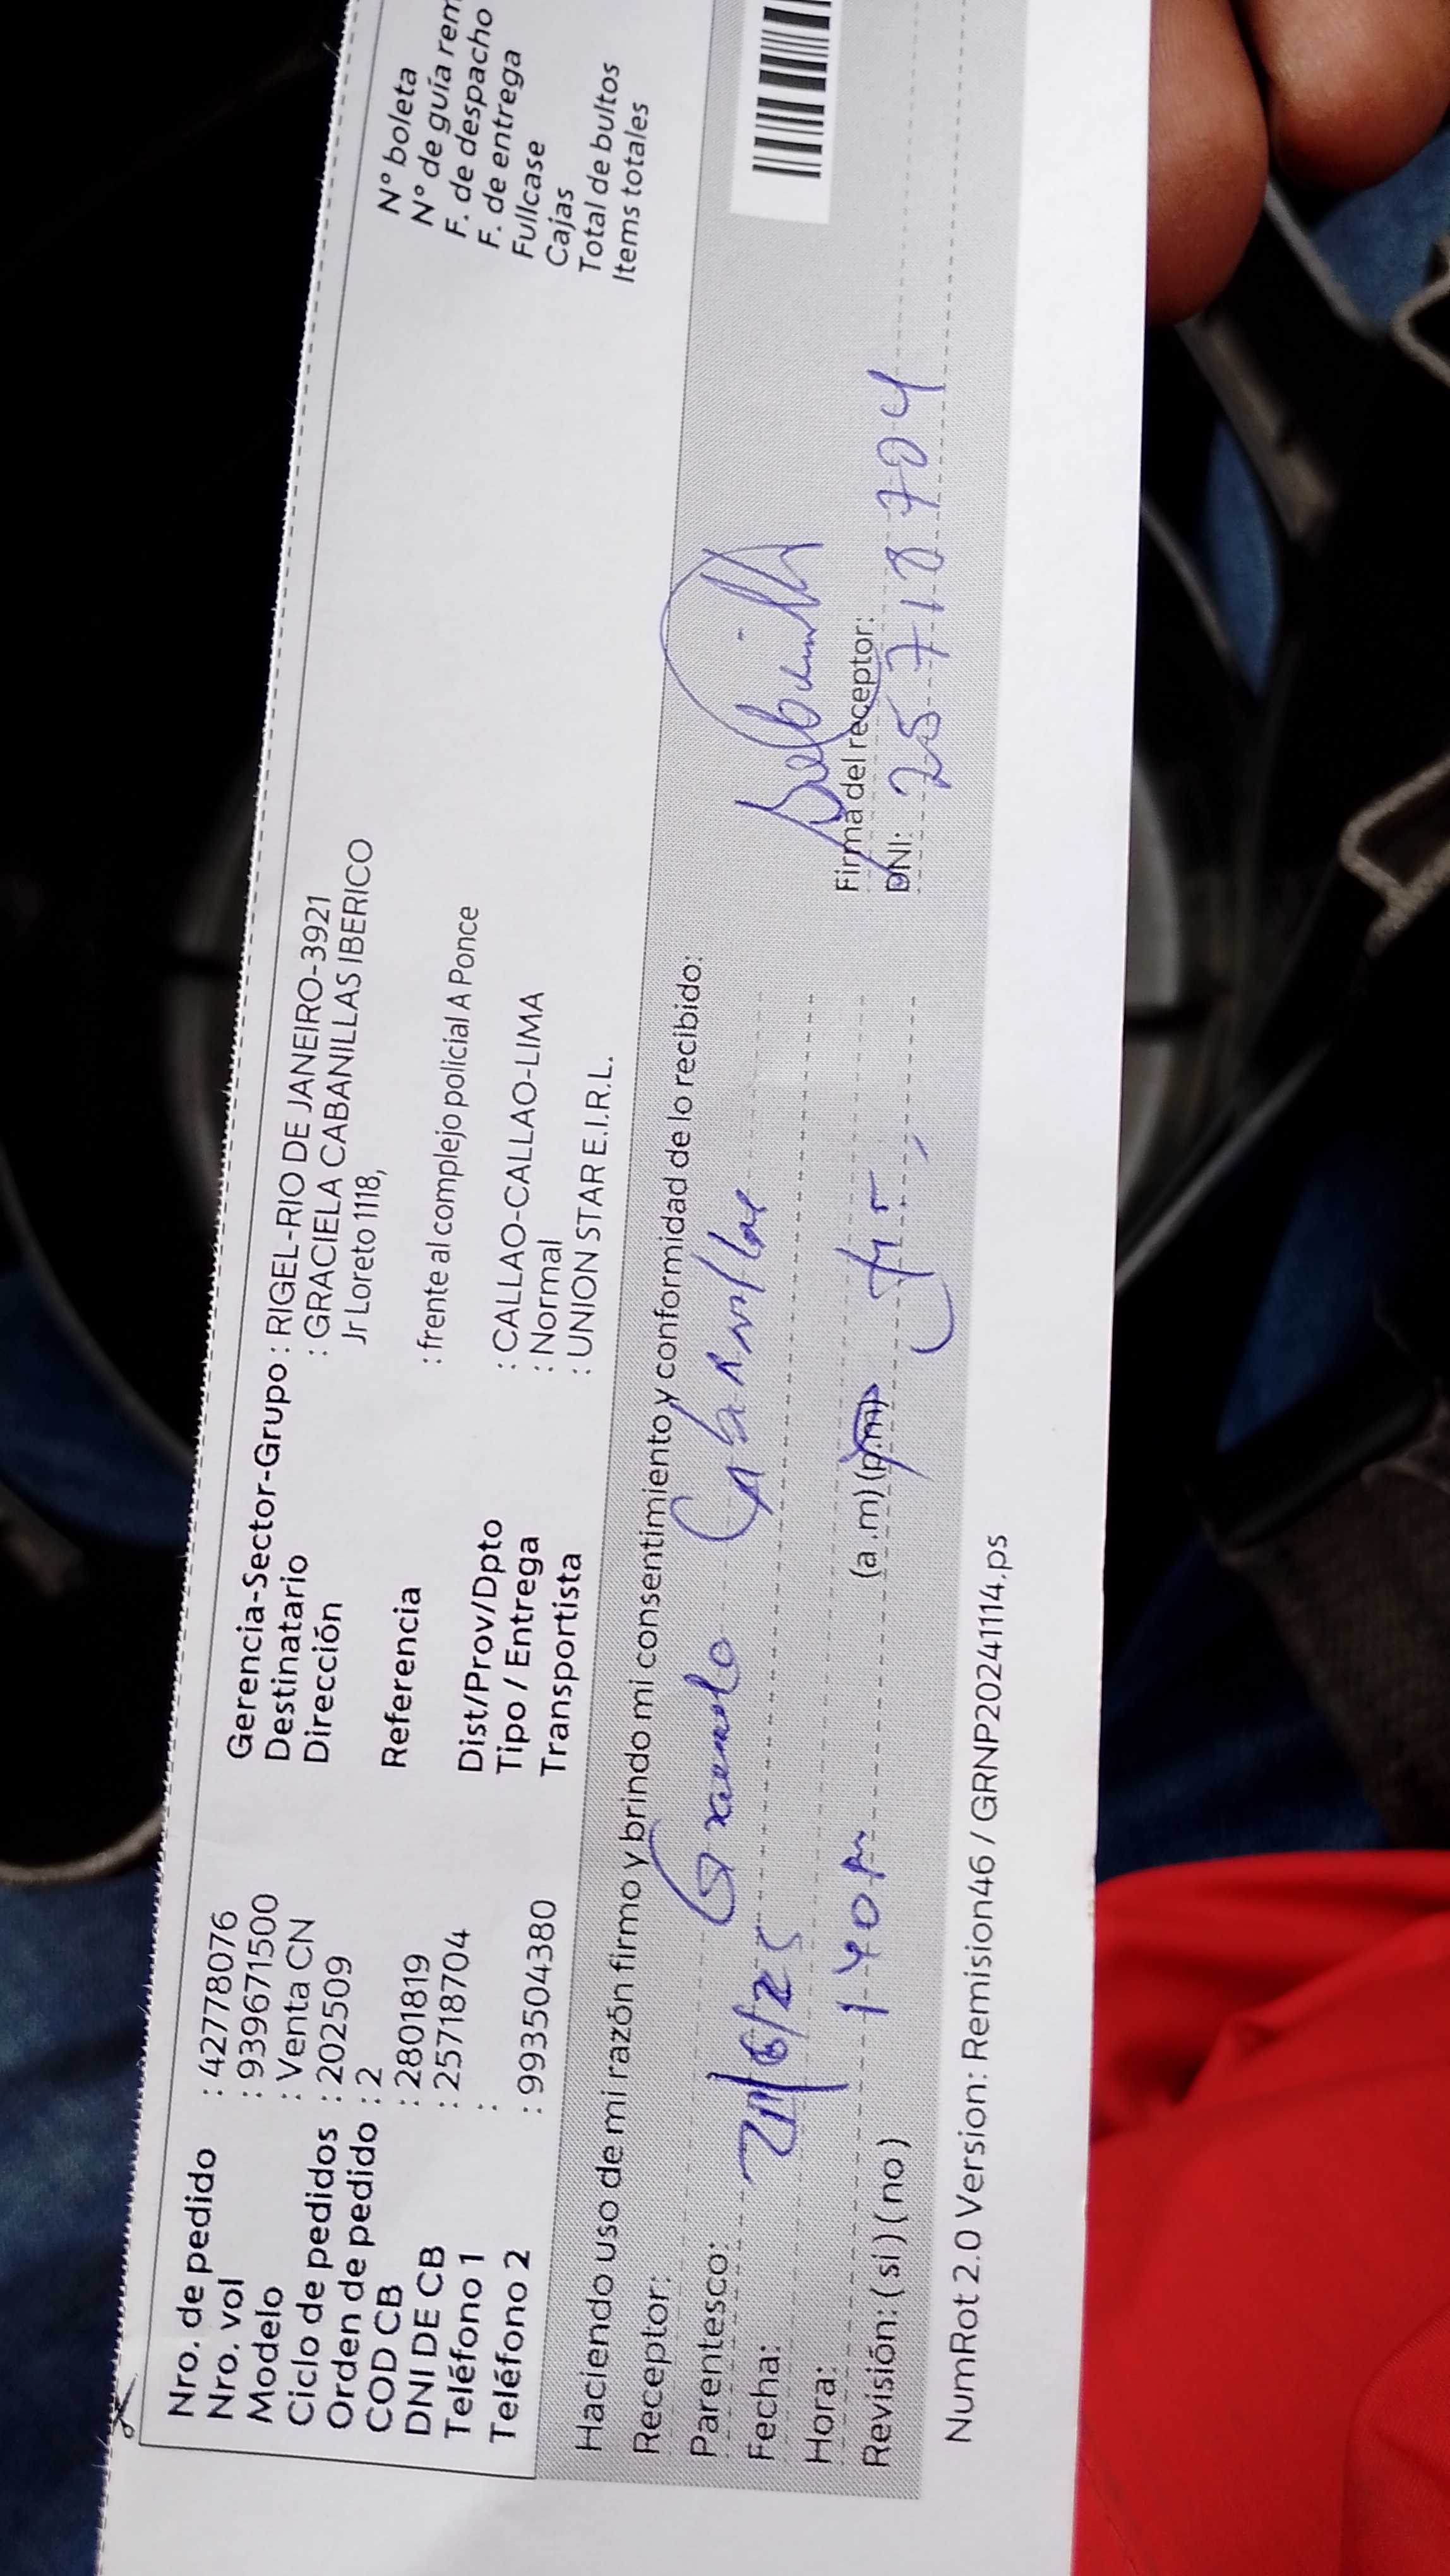 Nro. de pedido : 42778076
Nro. vol : 939671500
Modelo : Venta CN
Ciclo de pedidos : 202509
Orden de pedido : 2
COD CB : 2801819
DNI DE CB : 25718704
Teléfono 1 :
Teléfono 2 : 993504380
Gerencia-Sector-Grupo : RIGEL-RIO DE JANEIRO-3921
Destinatario : GRACIELA CABANILLAS IBERICO
Dirección Jr Loreto 1118,
Referencia : frente al complejo policial A Ponce
Dist/Prov/Dpto : CALLAO-CALLAO-LIMA
Tipo / Entrega : Normal
Transportista : UNION STAR E.I.R.L.
N° boleta
N° de guía rem
F. de despacho
F. de entrega
Fullcase
Cajas
Total de bultos
Items totales
Haciendo uso de mi razón firmo y brindo mi consentimiento y conformidad de lo recibido:
Receptor:
Parentesco:
Fecha: /6/25
Hora: 140 pm (a .m) (p.m)
Revisión: ( si ) ( no )
Firma del receptor:
DNI: 25718704
NumRot 2.0 Version: Remision46 / GRNP20241114.ps